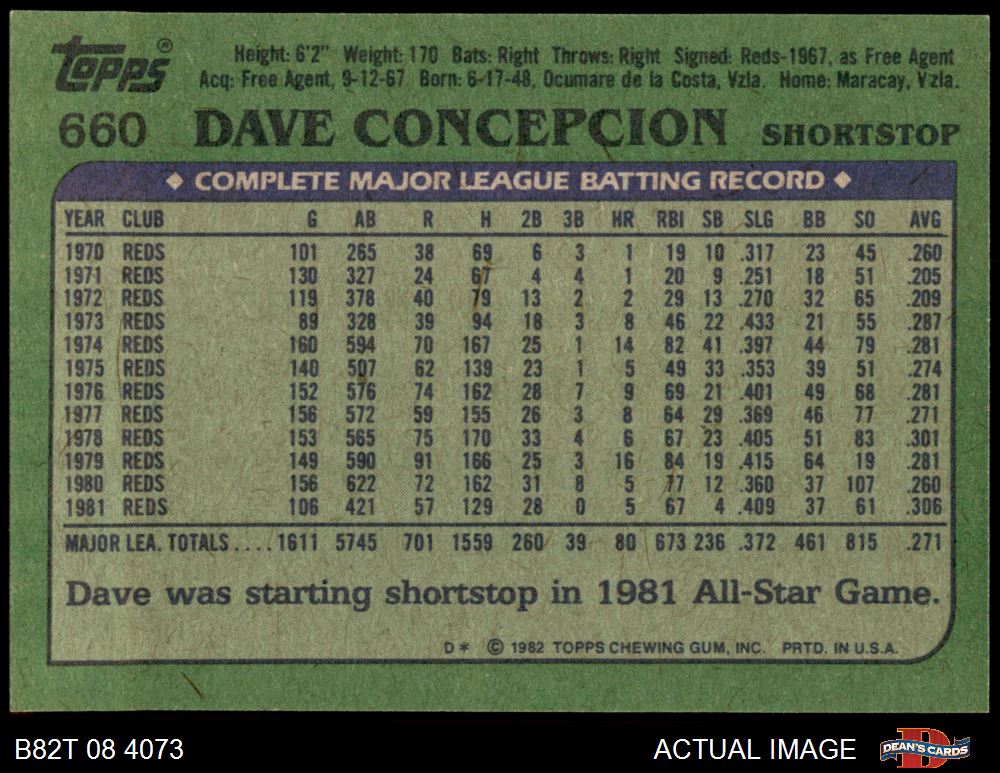 Topps® Height: 6'2" Weight: 170 Bats: Right Throws: Right Signed: Reds-1967, as Free Agent
Acq: Free Agent, 9-12-67. Born: 6-17-48, Ocumare de la Costa, Vzla. Home: Maracay, Vzla.
660 DAVE CONCEPCION SHORTSTOP
COMPLETE MAJOR LEAGUE BATTING RECORD
YEAR CLUB G AB R H 2B 3B HR RBI SB SLG BB SO AVG
1970 REDS 101 265 38 69 6 3 1 19 10 .317 23 45 .260
1971 REDS 130 327 24 67 4 4 1 20 9 .251 18 51 .205
1972 REDS 119 378 40 79 13 2 2 29 13 .270 32 65 .209
1973 REDS 89 328 39 94 18 3 8 46 22 .433 21 55 .287
1974 REDS 160 594 70 167 25 1 14 82 41 .397 44 79 .281
1975 REDS 140 507 62 139 23 1 5 49 33 .353 39 51 .274
1976 REDS 152 576 74 162 28 7 9 69 21 .401 49 68 .281
1977 REDS 156 572 59 155 26 3 8 64 29 .369 46 77 .271
1978 REDS 153 565 75 170 33 4 6 67 23 .405 51 83 .301
1979 REDS 149 590 91 166 25 3 16 84 19 .415 64 19 .281
1980 REDS 156 622 72 162 31 8 5 77 12 .360 37 107 .260
1981 REDS 106 421 57 129 28 0 5 67 4 .409 37 61 .306
MAJOR LEA. TOTALS .... 1611 5745 701 1559 260 39 80 673 236 .372 461 815 .271
Dave was starting shortstop in 1981 All-Star Game.
D* © 1982 TOPPS CHEWING GUM, INC. PRTD. IN U.S.A.
B82T 08 4073 ACTUAL IMAGE DEAN'S CARDS